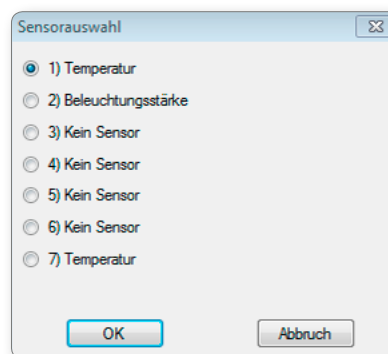 Sensorauswahl
1) Temperatur
2) Beleuchtungsstärke
3) Kein Sensor
4) Kein Sensor
5) Kein Sensor
6) Kein Sensor
7) Temperatur
OK Abbruch